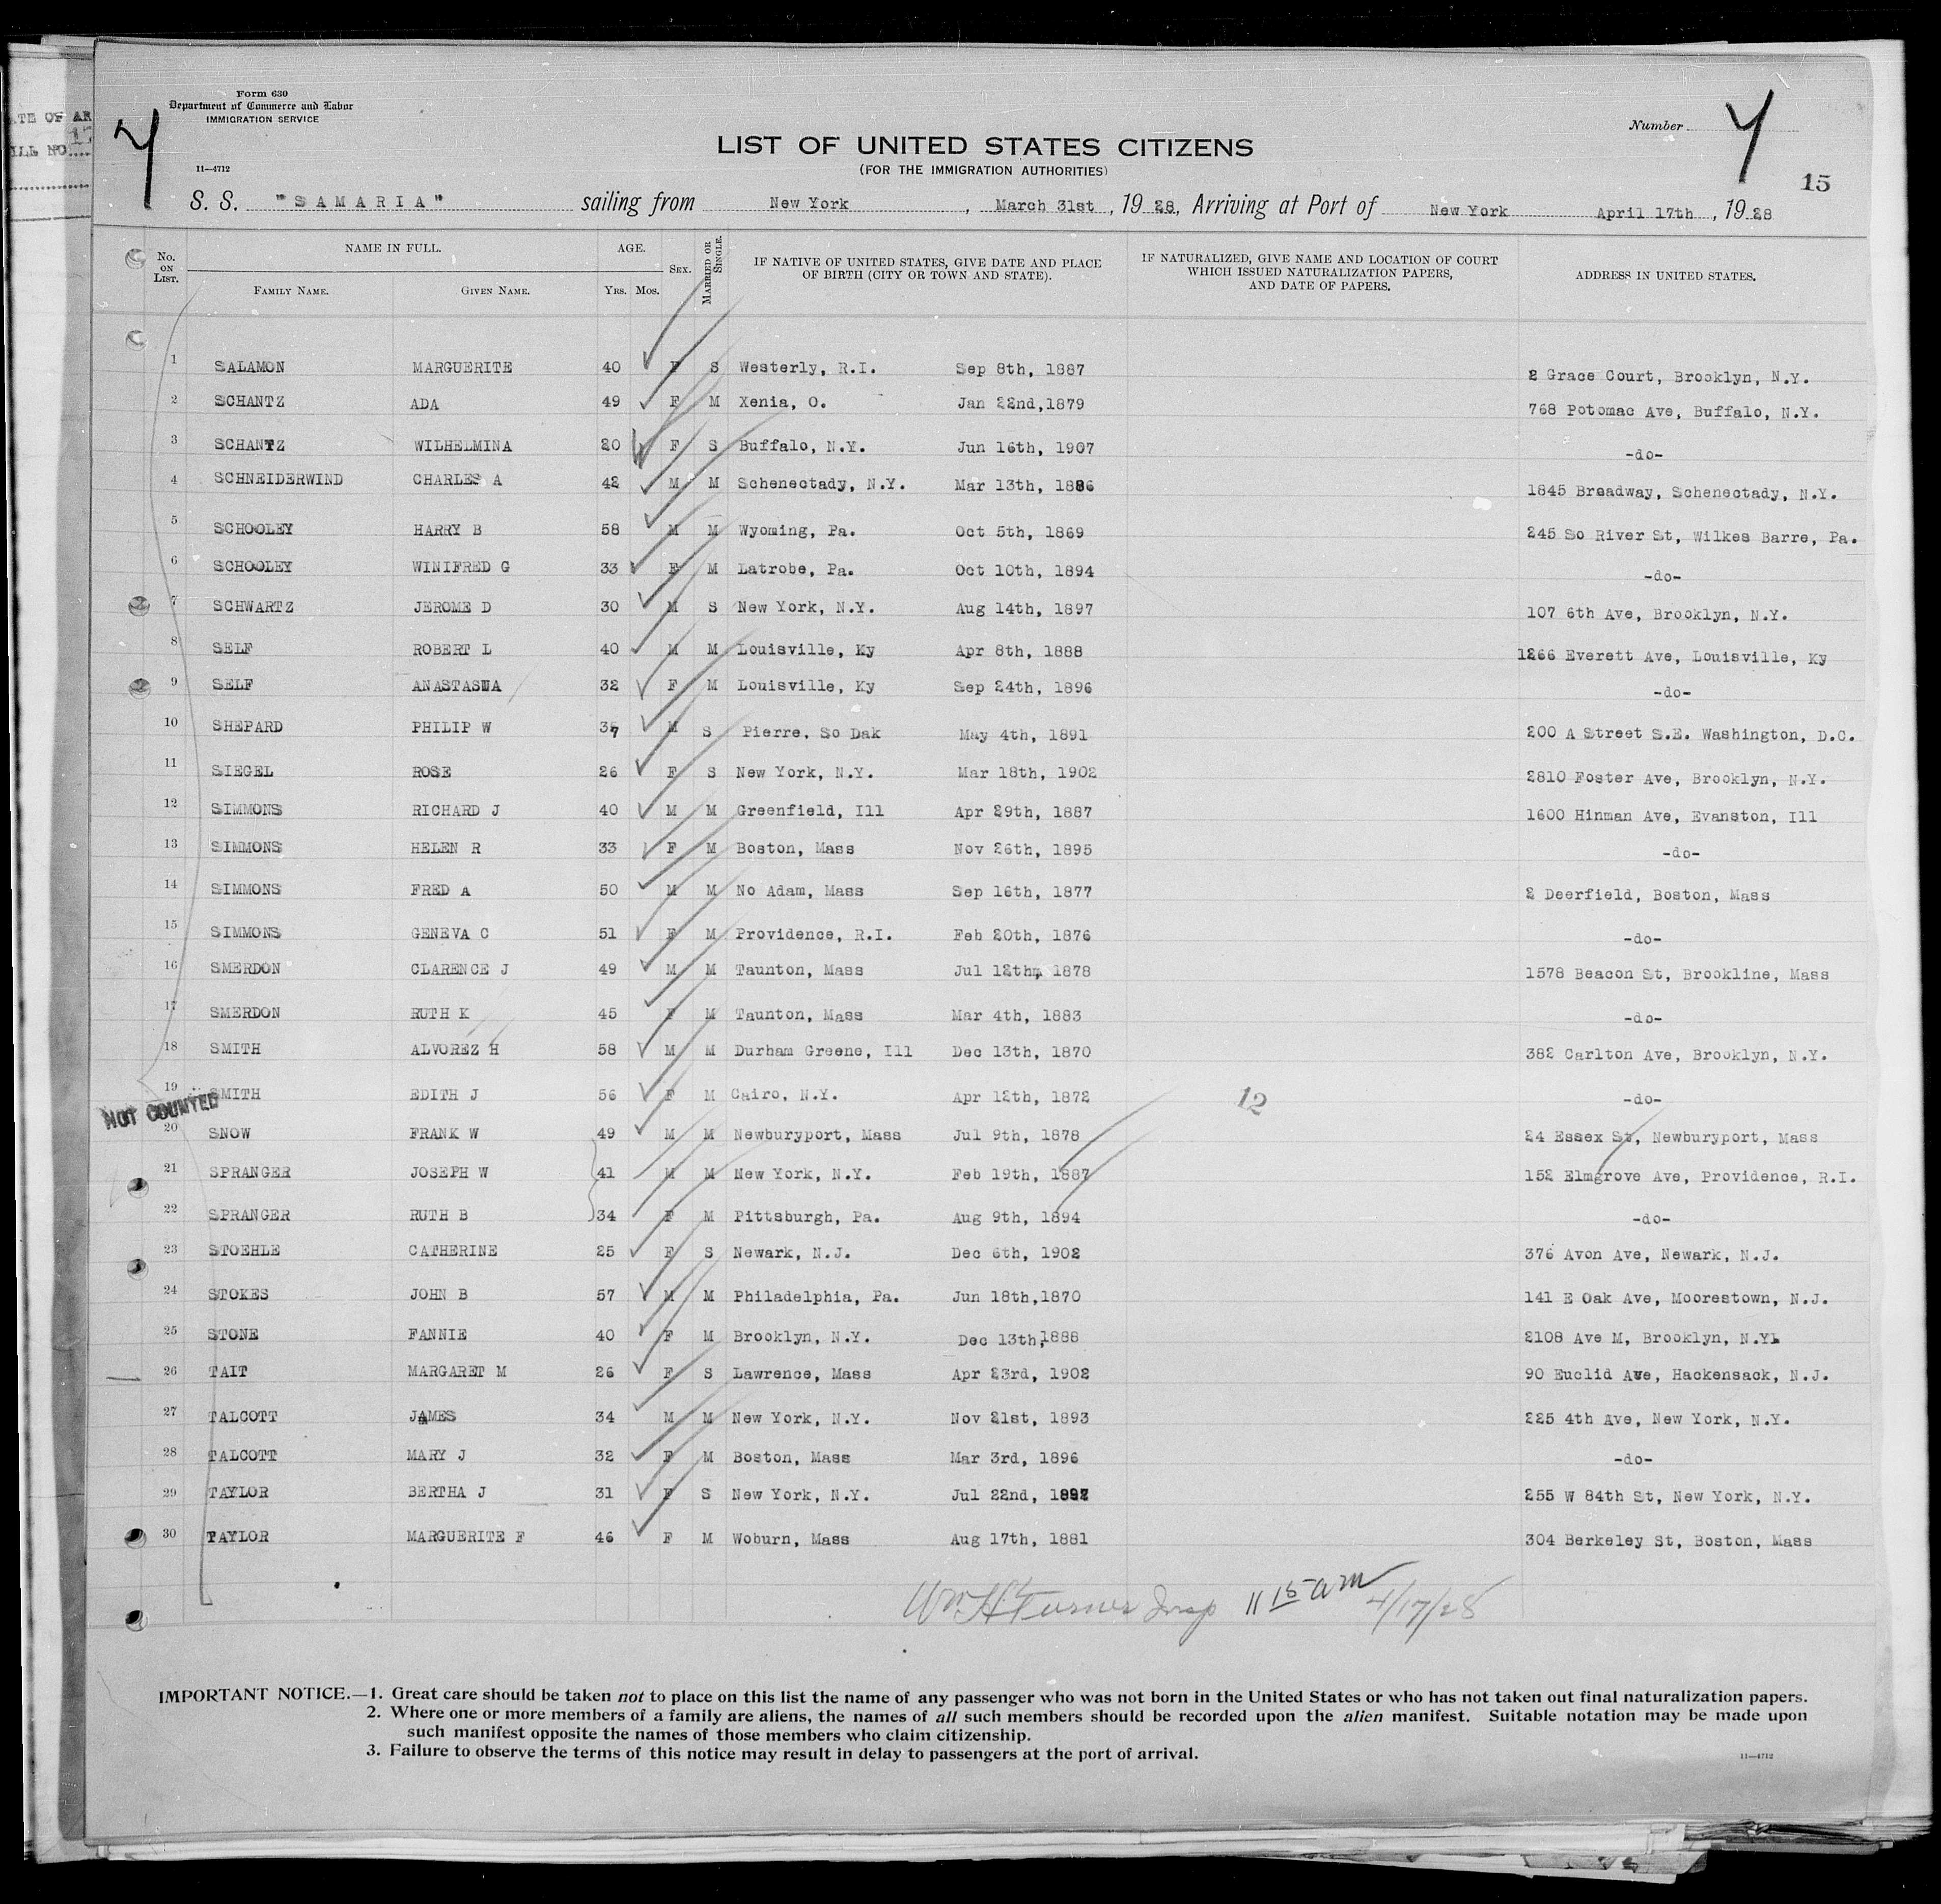 Form 630
Department of Commerce and Labor
IMMIGRATION SERVICE
11—4712
Number 4
4
15
LIST OF UNITED STATES CITIZENS
(FOR THE IMMIGRATION AUTHORITIES)
S. S. "SAMARIA" sailing from New York, March 31st, 1928, Arriving at Port of New York April 17th, 1928
No. ON LIST. NAME IN FULL. FAMILY NAME. GIVEN NAME. AGE. YRS. MOS. SEX. MARRIED OR SINGLE. IF NATIVE OF UNITED STATES, GIVE DATE AND PLACE OF BIRTH (CITY OR TOWN AND STATE). IF NATURALIZED, GIVE NAME AND LOCATION OF COURT WHICH ISSUED NATURALIZATION PAPERS, AND DATE OF PAPERS. ADDRESS IN UNITED STATES.
1 SALAMON MARGUERITE 40 F S Westerly, R.I. Sep 8th, 1887 2 Grace Court, Brooklyn, N.Y.
2 SCHANTZ ADA 49 F M Xenia, O. Jan 22nd,1879 768 Potomac Ave, Buffalo, N.Y.
3 SCHANTZ WILHELMINA 20 F S Buffalo, N.Y. Jun 16th, 1907 -do-
4 SCHNEIDERWIND CHARLES A 42 M M Schenectady, N.Y. Mar 13th, 1886 1845 Broadway, Schenectady, N.Y.
5 SCHOOLEY HARRY B 58 M M Wyoming, Pa. Oct 5th, 1869 245 So River St, Wilkes Barre, Pa.
6 SCHOOLEY WINIFRED G 33 F M Latrobe, Pa. Oct 10th, 1894 -do-
7 SCHWARTZ JEROME D 30 M S New York, N.Y. Aug 14th, 1897 107 6th Ave, Brooklyn, N.Y.
8 SELF ROBERT L 40 M M Louisville, Ky Apr 8th, 1888 1266 Everett Ave, Louisville, Ky
9 SELF 32 F M Louisville, Ky Sep 24th, 1896 -do-
10 SHEPARD PHILIP W 37 M S Pierre, So Dak May 4th, 1891 200 A Street S.E. Washington, D.C.
11 SIEGEL ROSE 26 F S New York, N.Y. Mar 18th, 1902 2810 Foster Ave, Brooklyn, N.Y.
12 SIMMONS RICHARD J 40 M M Greenfield, Ill Apr 29th, 1887 1600 Hinman Ave, Evanston, Ill
13 SIMMONS HELEN R 33 F M Boston, Mass Nov 26th, 1895 -do-
14 SIMMONS FRED A 50 M M No Adam, Mass Sep 16th, 1877 2 Deerfield, Boston, Mass
15 SIMMONS GENEVA C 51 F M Providence, R.I. Feb 20th, 1876 -do-
16 SMERDON CLARENCE J 49 M M Taunton, Mass Jul 12th, 1878 1578 Beacon St, Brookline, Mass
17 SMERDON RUTH K 45 F M Taunton, Mass Mar 4th, 1883 -do-
18 SMITH ALVOREZ H 58 M M Durham Greene, Ill Dec 13th, 1870 382 Carlton Ave, Brooklyn, N.Y.
19 SMITH EDITH J 56 F M Cairo, N.Y. Apr 12th, 1872 12 -do-
NOT COUNTED
20 SNOW FRANK W 49 M M Newburyport, Mass Jul 9th, 1878 24 Essex St, Newburyport, Mass
21 SPRANGER JOSEPH W 41 M M New York, N.Y. Feb 19th, 1887 152 Elmgrove Ave, Providence, R.I.
22 SPRANGER RUTH B 34 F M Pittsburgh, Pa. Aug 9th, 1894 -do-
23 STOEHLE CATHERINE 25 F S Newark, N.J. Dec 6th, 1902 376 Avon Ave, Newark, N.J.
24 STOKES JOHN B 57 M M Philadelphia, Pa. Jun 18th,1870 141 E Oak Ave, Moorestown, N.J.
25 STONE FANNIE 40 F M Brooklyn, N.Y. Dec 13th,1888 2108 Ave M, Brooklyn, N.Y.
26 TAIT MARGARET M 26 F S Lawrence, Mass Apr 23rd, 1902 90 Euclid Ave, Hackensack, N.J.
27 TALCOTT JAMES 34 M M New York, N.Y. Nov 21st, 1893 225 4th Ave, New York, N.Y.
28 TALCOTT MARY J 32 F M Boston, Mass Mar 3rd, 1896 -do-
29 TAYLOR BERTHA J 31 F S New York, N.Y. Jul 22nd, 255 W 84th St, New York, N.Y.
30 TAYLOR MARGUERITE F 46 F M Woburn, Mass Aug 17th, 1881 304 Berkeley St, Boston, Mass
Wm H Turner Insp 11 15 am 4/17/28
IMPORTANT NOTICE.—1. Great care should be taken not to place on this list the name of any passenger who was not born in the United States or who has not taken out final naturalization papers.
2. Where one or more members of a family are aliens, the names of all such members should be recorded upon the alien manifest. Suitable notation may be made upon
such manifest opposite the names of those members who claim citizenship.
3. Failure to observe the terms of this notice may result in delay to passengers at the port of arrival.
11—4712